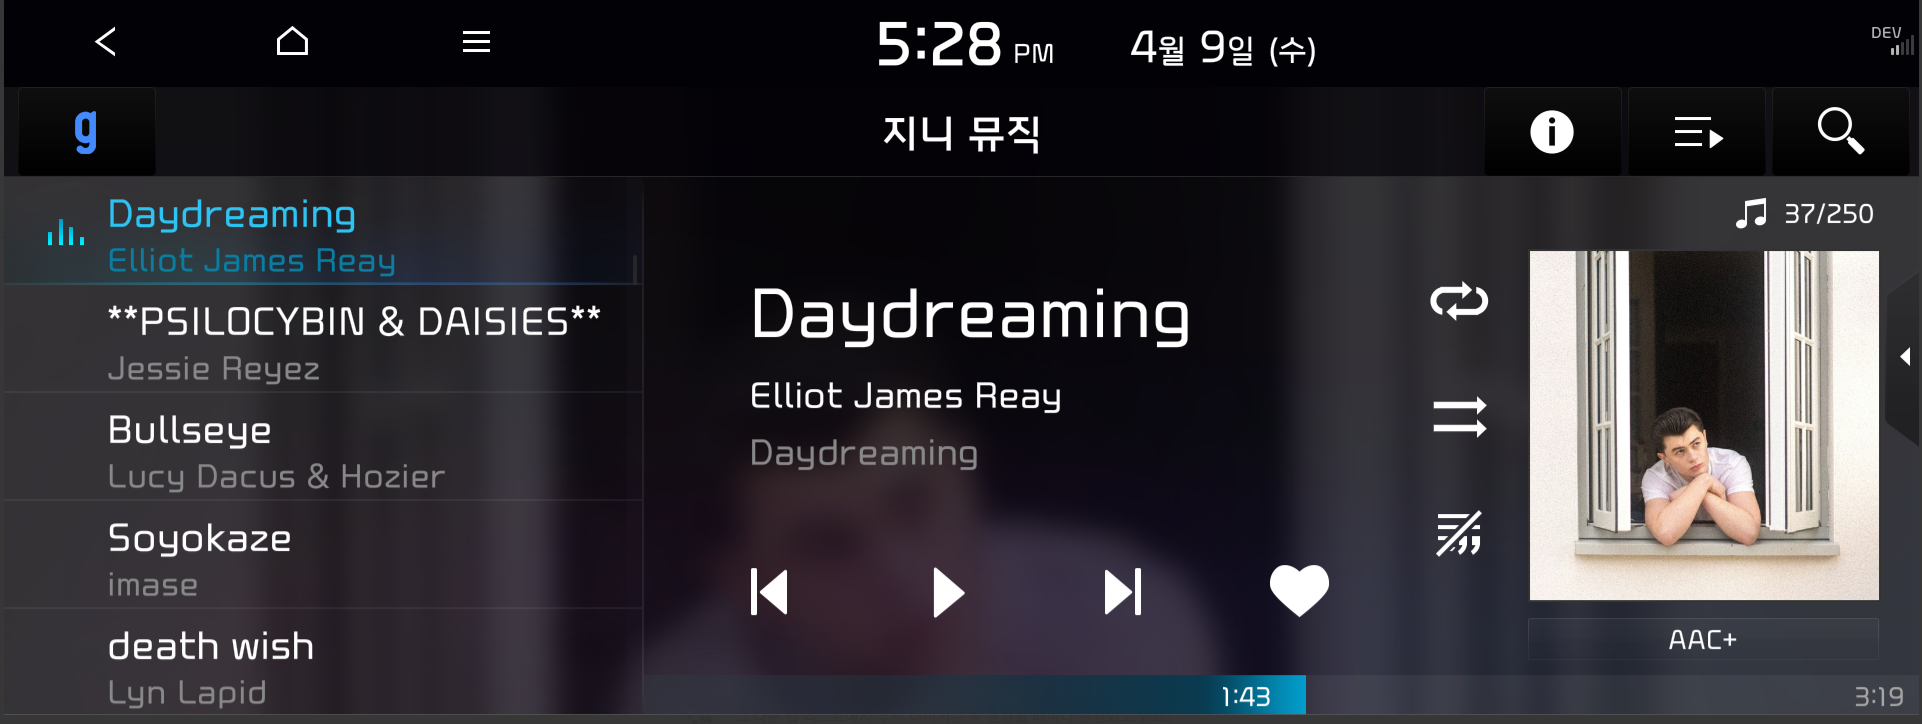 5:28 PM 4월 9일 (수)
DEV
g
지니 뮤직
Daydreaming
Elliot James Reay
**PSILOCYBIN & DAISIES**
Jessie Reyez
Bullseye
Lucy Dacus & Hozier
Soyokaze
imase
death wish
Lyn Lapid
Daydreaming
Elliot James Reay
Daydreaming
37/250
AAC+
1:43
3:19